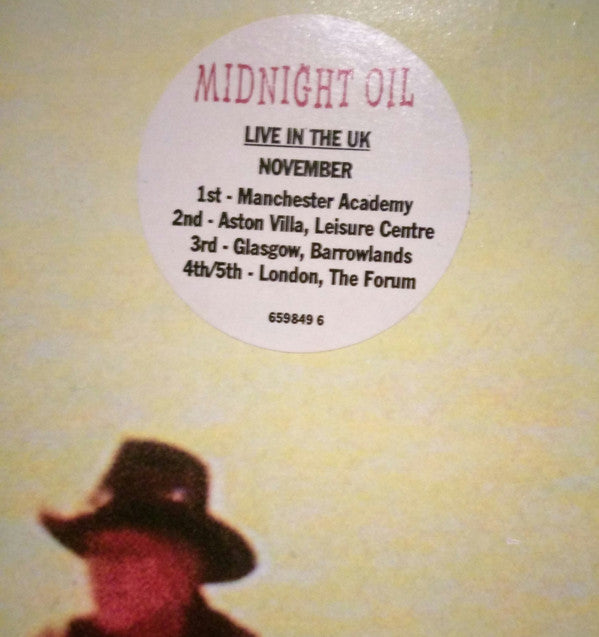 MIDNIGHT OIL
LIVE IN THE UK
NOVEMBER
1st - Manchester Academy
2nd - Aston Villa, Leisure Centre
3rd - Glasgow, Barrowlands
4th/5th - London, The Forum
659849 6